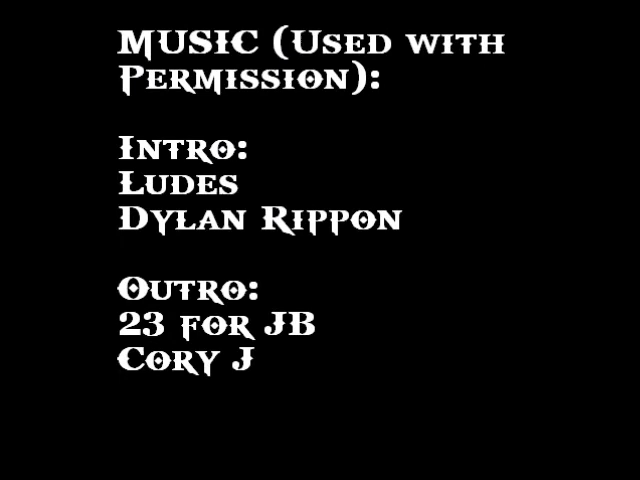 MUSIC (Used with
Permission):
Intro:
Ludes
Dylan Rippon
Outro:
23 for JB
Cory J